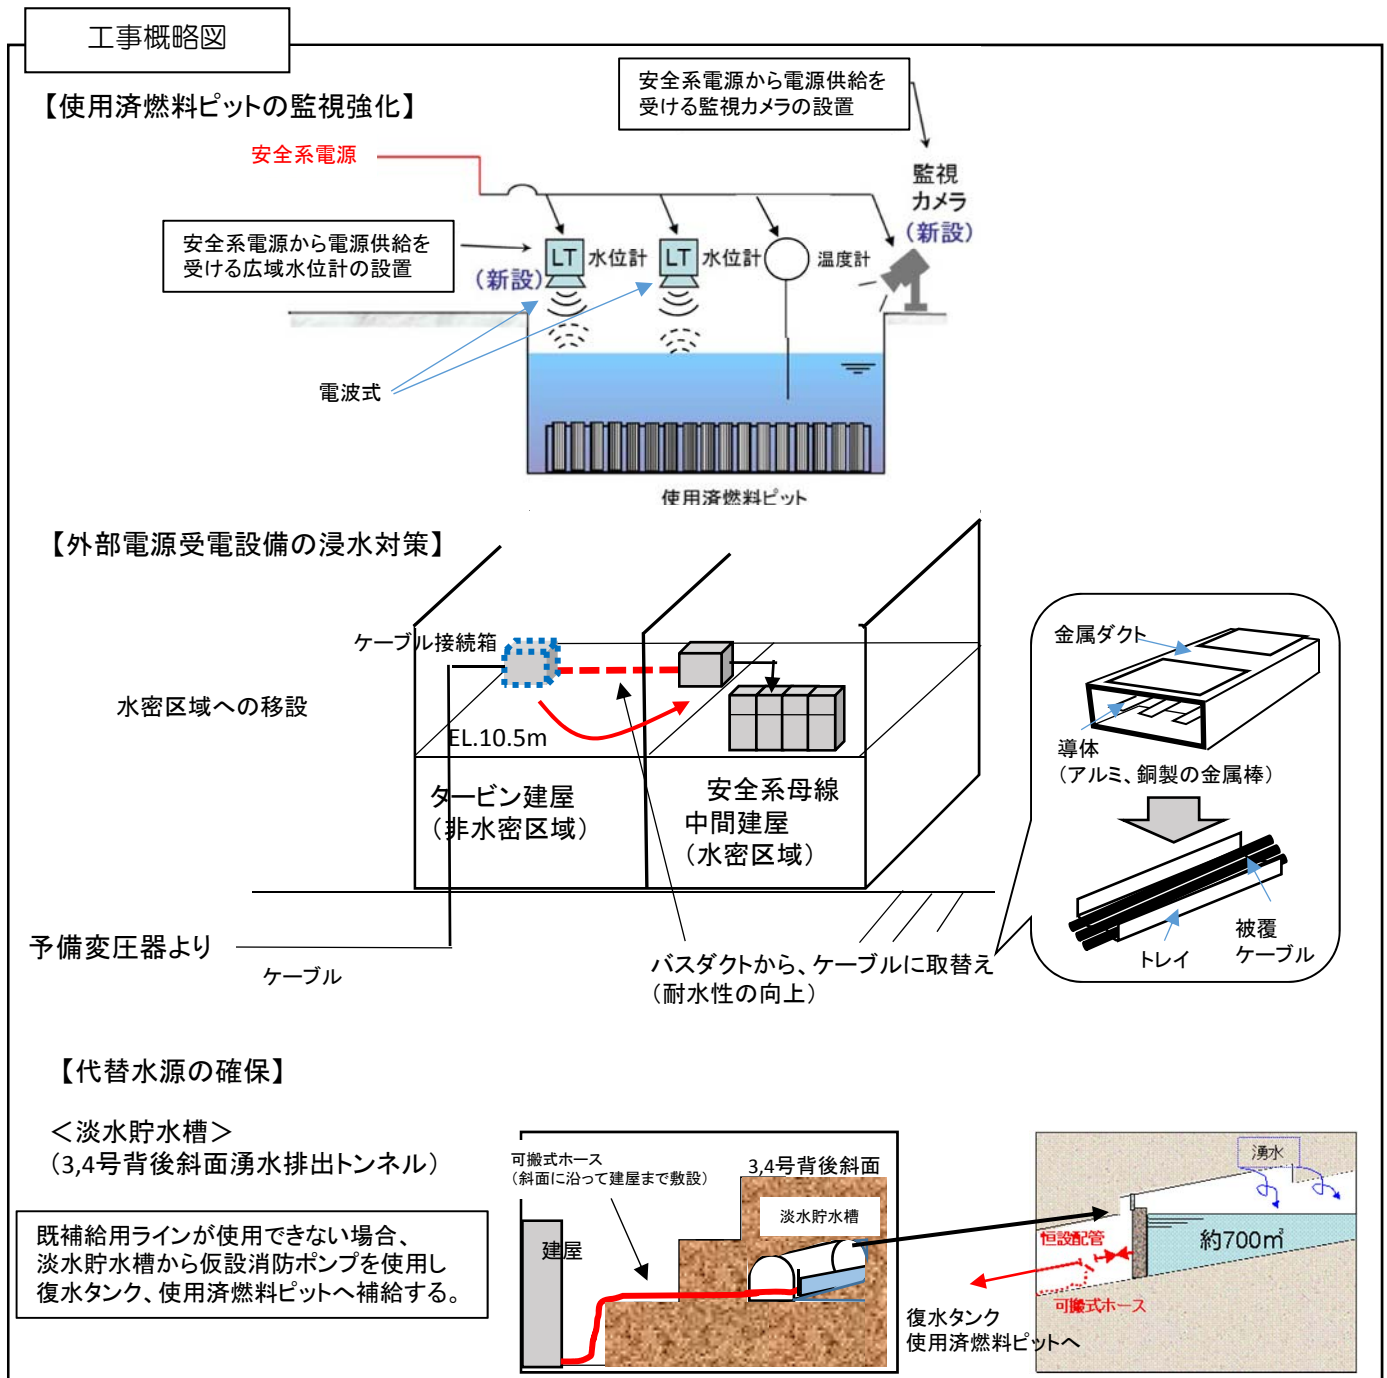 工事概略図
【使用済燃料ピットの監視強化】
安全系電源から電源供給を
受ける監視カメラの設置
安全系電源
監視
カメラ
(新設)
安全系電源から電源供給を
受ける広域水位計の設置
(新設)
LT
水位計
LT
水位計
温度計
電波式
使用済燃料ピット
【外部電源受電設備の浸水対策】
ケーブル接続箱
水密区域への移設
EL.10.5m
タービン建屋
(非水密区域)
安全系母線
中間建屋
(水密区域)
金属ダクト
導体
(アルミ、銅製の金属棒)
被覆
ケーブル
トレイ
予備変圧器より
ケーブル
バスダクトから、ケーブルに取替え
(耐水性の向上)
【代替水源の確保】
<淡水貯水槽>
(3,4号背後斜面湧水排出トンネル)
既補給用ラインが使用できない場合、
淡水貯水槽から仮設消防ポンプを使用し
復水タンク、使用済燃料ピットへ補給する。
可搬式ホース
(斜面に沿って建屋まで敷設)
3,4号背後斜面
淡水貯水槽
建屋
湧水
恒設配管
約700㎥
可搬式ホース
復水タンク
使用済燃料ピットへ